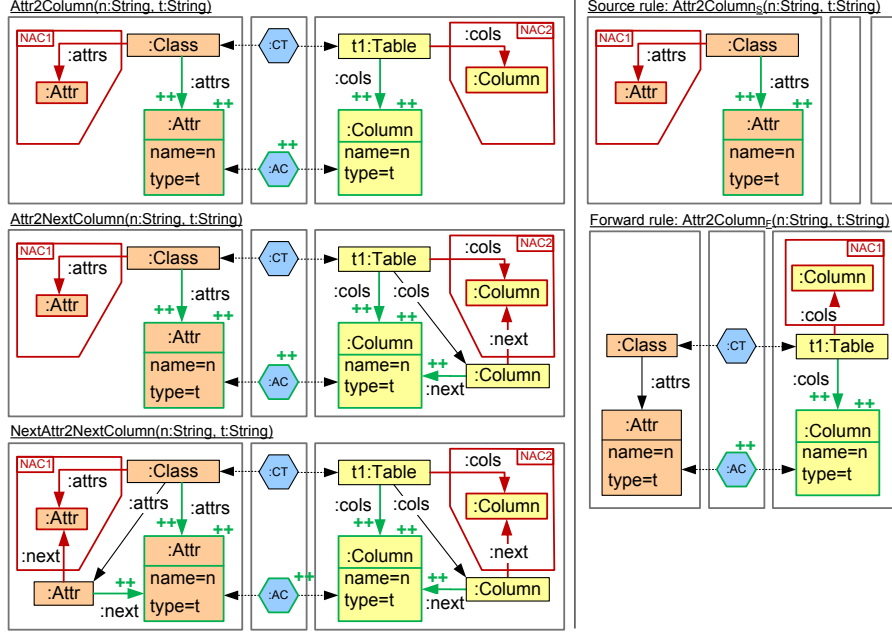 Attr2Column(n:String, t:String)
NAC1
:attrs
:Attr
:Class
:attrs
++ ++
:Attr
name=n
type=t
:CT
++
:AC
t1:Table
:cols
NAC2
:Column
:cols
++ ++
:Column
name=n
type=t
Attr2NextColumn(n:String, t:String)
NAC1
:attrs
:Attr
:Class
:attrs
++ ++
:Attr
name=n
type=t
:CT
++
:AC
t1:Table
:cols
NAC2
:Column
:cols :cols
++ ++
:Column
name=n
type=t
++
:next
:next
:Column
NextAttr2NextColumn(n:String, t:String)
NAC1
:attrs
:Attr
:next
:Attr
:Class
:attrs :attrs
++ ++
:Attr
name=n
type=t
++
:next
:CT
++
:AC
t1:Table
:cols
NAC2
:Column
:cols :cols
++ ++
:Column
name=n
type=t
++
:next
:next
:Column
Source rule: Attr2ColumnS(n:String, t:String)
NAC1
:attrs
:Attr
:Class
:attrs
++ ++
:Attr
name=n
type=t
Forward rule: Attr2ColumnF(n:String, t:String)
NAC1
:Column
:cols
:Class
:attrs
:Attr
name=n
type=t
:CT
++
:AC
t1:Table
:cols
++ ++
:Column
name=n
type=t